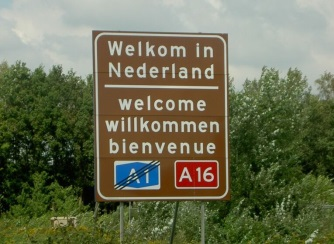 Welkom in
Nederland
welcome
willkommen
bienvenue
A1 A16